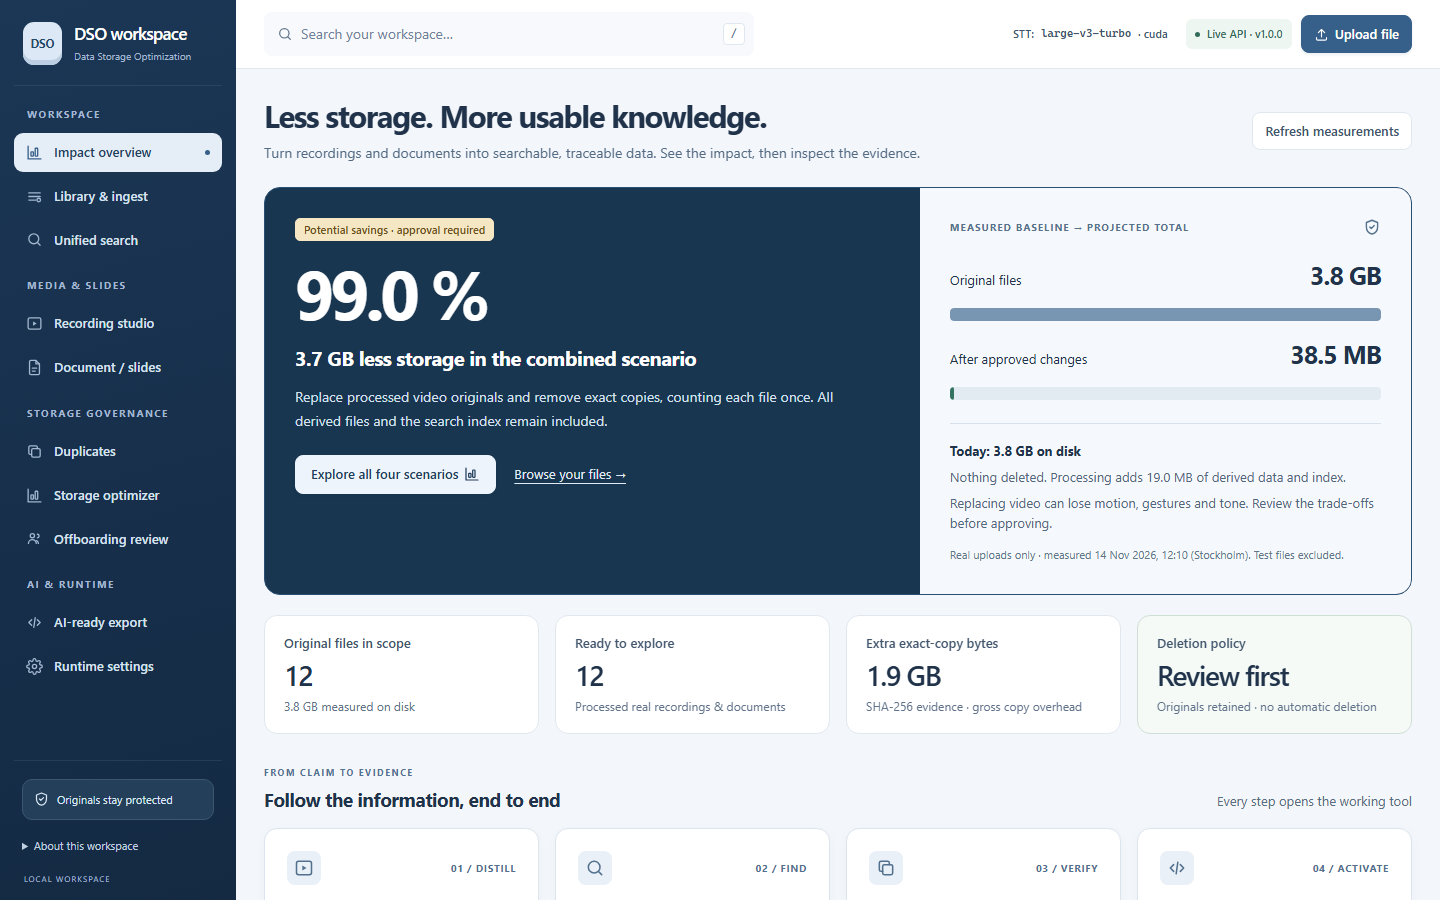 DSO
DSO workspace
Data Storage Optimization
WORKSPACE
Impact overview
Library & ingest
Unified search
MEDIA & SLIDES
Recording studio
Document / slides
STORAGE GOVERNANCE
Duplicates
Storage optimizer
Offboarding review
AI & RUNTIME
AI-ready export
Runtime settings
Originals stay protected
About this workspace
LOCAL WORKSPACE
Search your workspace...
/
STT: large-v3-turbo · cuda
Live API · v1.0.0
Upload file
Less storage. More usable knowledge.
Turn recordings and documents into searchable, traceable data. See the impact, then inspect the evidence.
Refresh measurements
Potential savings · approval required
99.0 %
3.7 GB less storage in the combined scenario
Replace processed video originals and remove exact copies, counting each file once. All
derived files and the search index remain included.
Explore all four scenarios
Browse your files →
MEASURED BASELINE → PROJECTED TOTAL
Original files
3.8 GB
After approved changes
38.5 MB
Today: 3.8 GB on disk
Nothing deleted. Processing adds 19.0 MB of derived data and index.
Replacing video can lose motion, gestures and tone. Review the trade-offs
before approving.
Real uploads only · measured 14 Nov 2026, 12:10 (Stockholm). Test files excluded.
Original files in scope
12
3.8 GB measured on disk
Ready to explore
12
Processed real recordings & documents
Extra exact-copy bytes
1.9 GB
SHA-256 evidence · gross copy overhead
Deletion policy
Review first
Originals retained · no automatic deletion
FROM CLAIM TO EVIDENCE
Follow the information, end to end
Every step opens the working tool
01 / DISTILL
02 / FIND
03 / VERIFY
04 / ACTIVATE